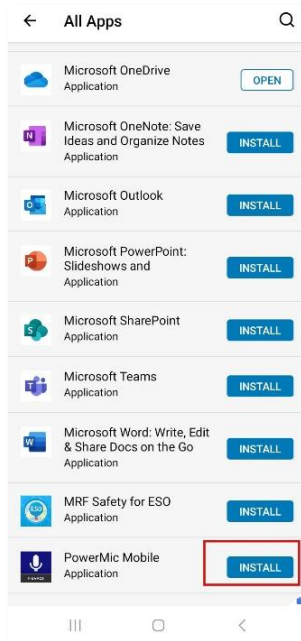 All Apps
Microsoft OneDrive
Application
OPEN
Microsoft OneNote: Save
Ideas and Organize Notes
Application
INSTALL
Microsoft Outlook
Application
INSTALL
Microsoft PowerPoint:
Slideshows and
Application
INSTALL
Microsoft SharePoint
Application
INSTALL
Microsoft Teams
Application
INSTALL
Microsoft Word: Write, Edit
& Share Docs on the Go
Application
INSTALL
MRF Safety for ESO
Application
INSTALL
PowerMic Mobile
Application
INSTALL